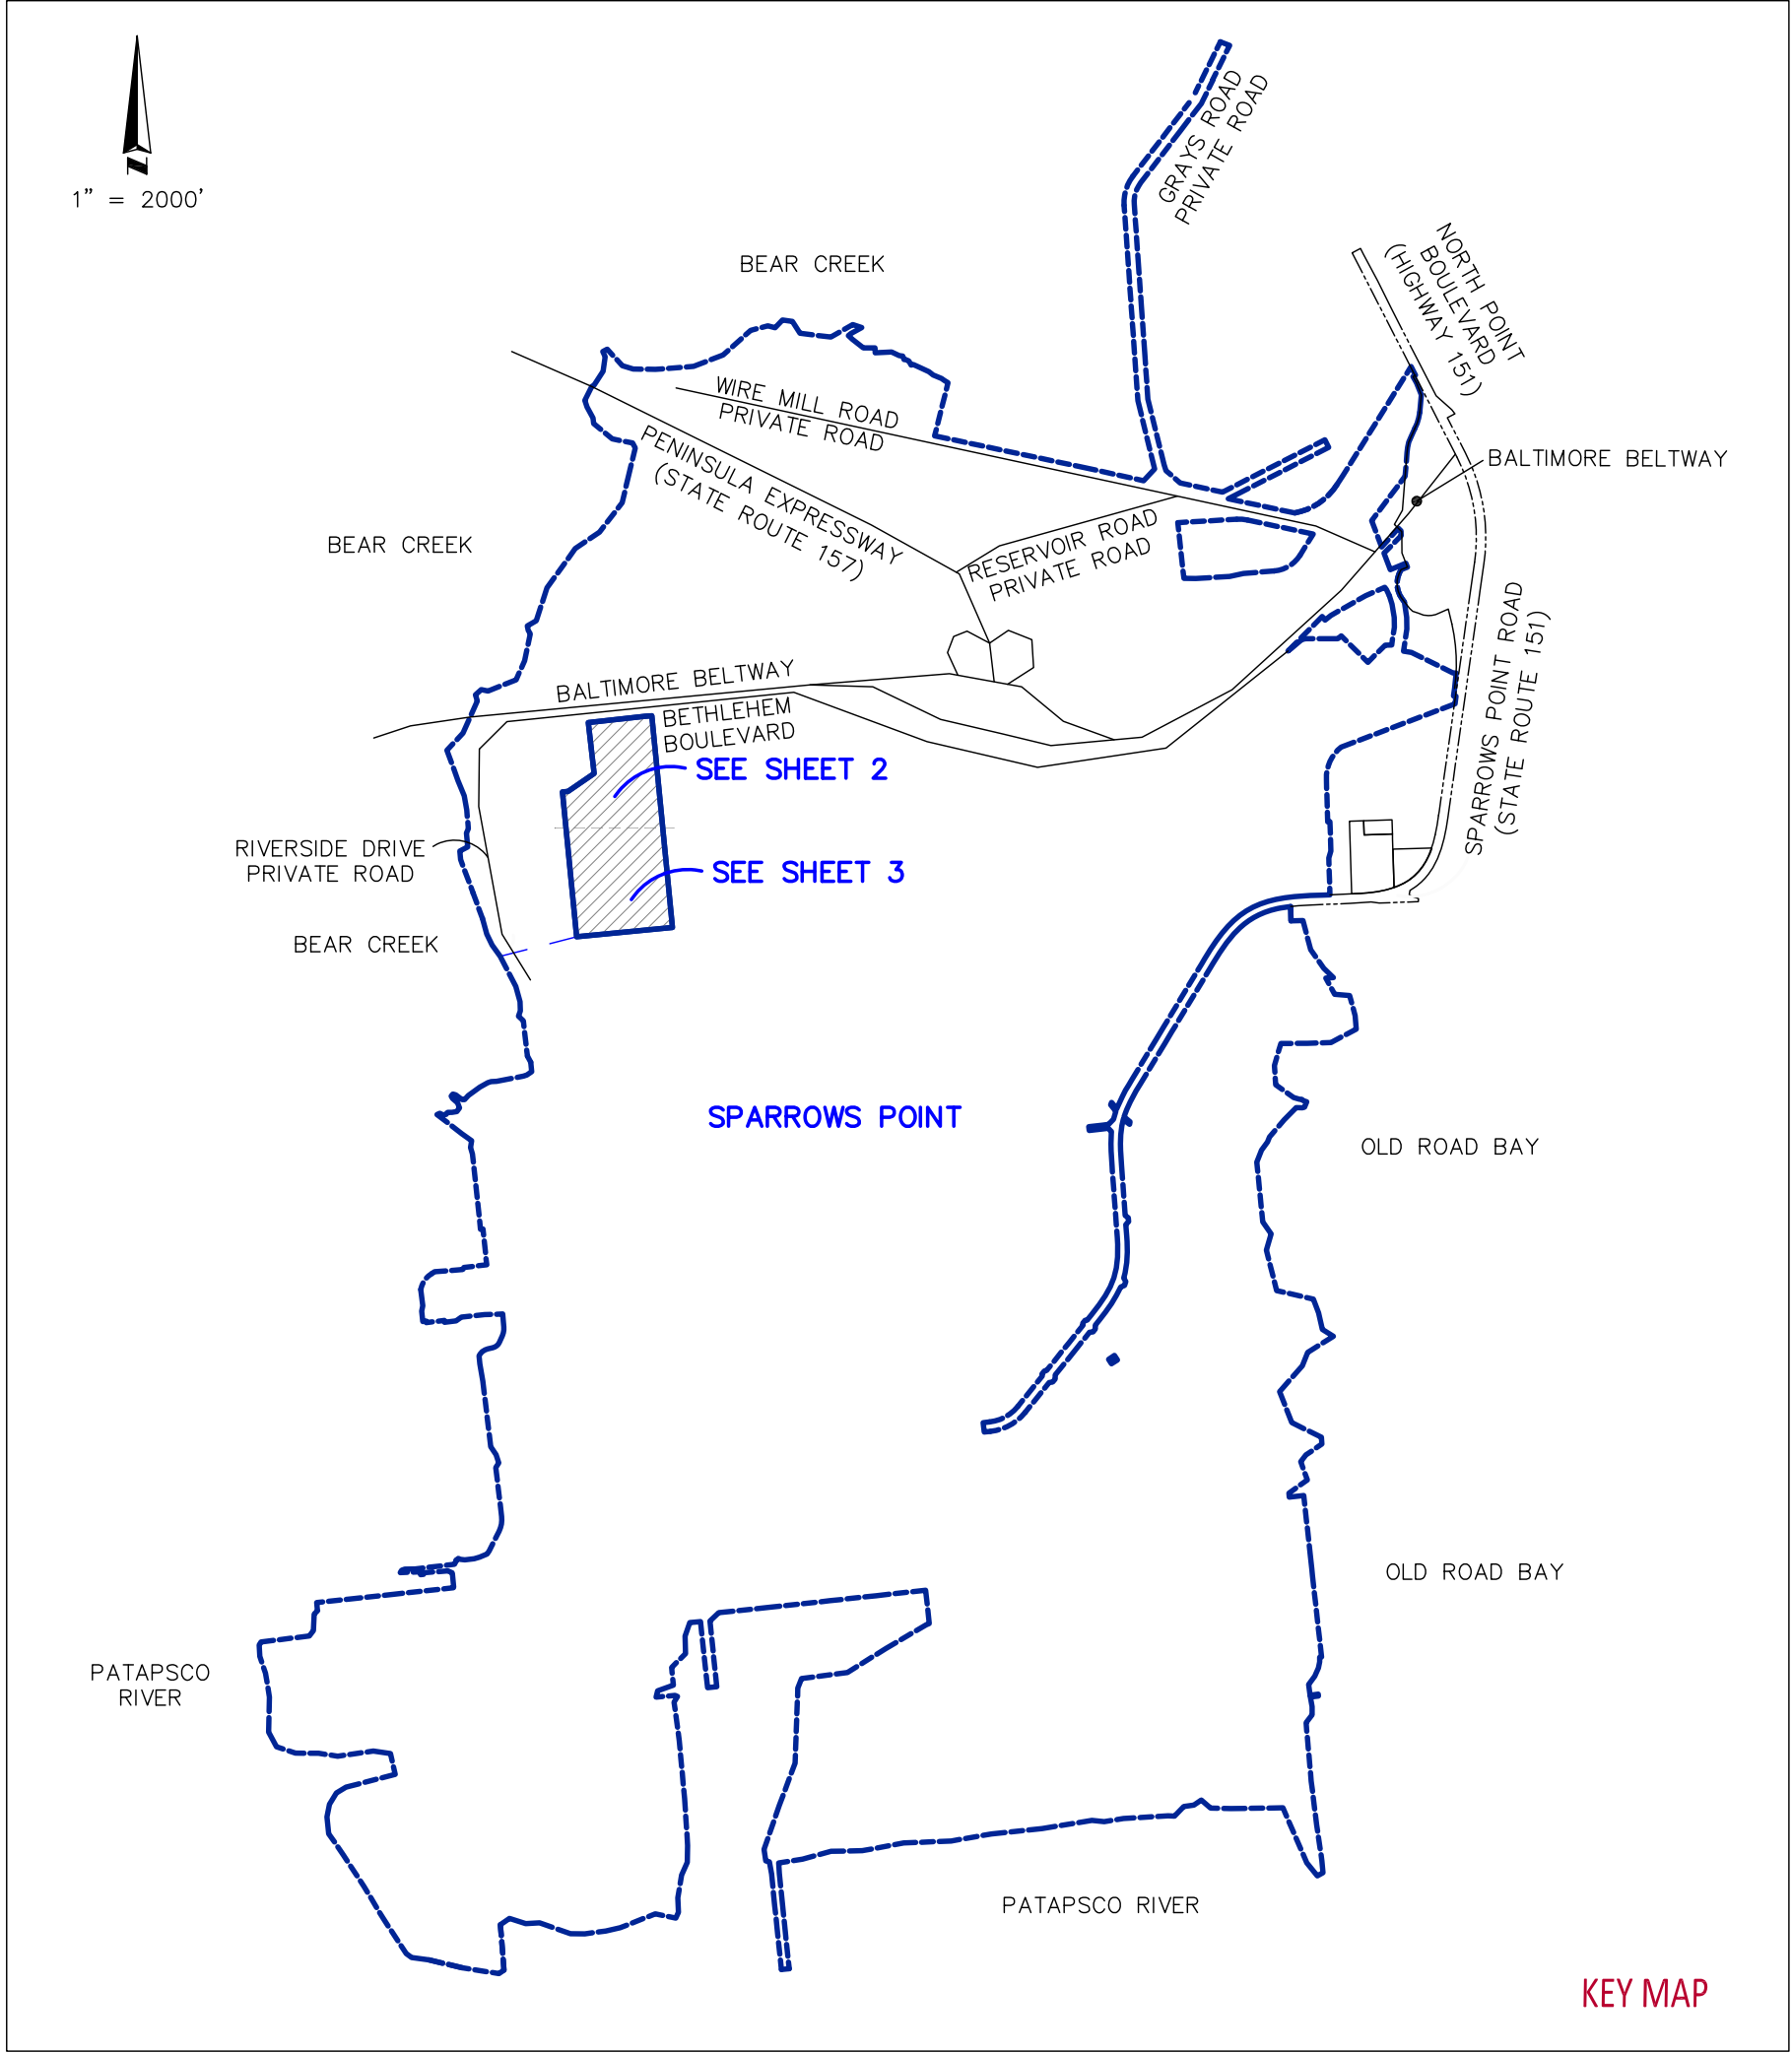 N
1” = 2000’
GRAYS ROAD
PRIVATE ROAD
BEAR CREEK
NORTH POINT
BOULEVARD
(HIGHWAY 151)
WIRE MILL ROAD
PRIVATE ROAD
PENINSULA EXPRESSWAY
(STATE ROUTE 157)
BALTIMORE BELTWAY
BEAR CREEK
RESERVOIR ROAD
PRIVATE ROAD
SPARROWS POINT ROAD
(STATE ROUTE 151)
BALTIMORE BELTWAY
BETHLEHEM
BOULEVARD
SEE SHEET 2
RIVERSIDE DRIVE
PRIVATE ROAD
SEE SHEET 3
BEAR CREEK
SPARROWS POINT
OLD ROAD BAY
OLD ROAD BAY
PATAPSCO
RIVER
PATAPSCO RIVER
KEY MAP